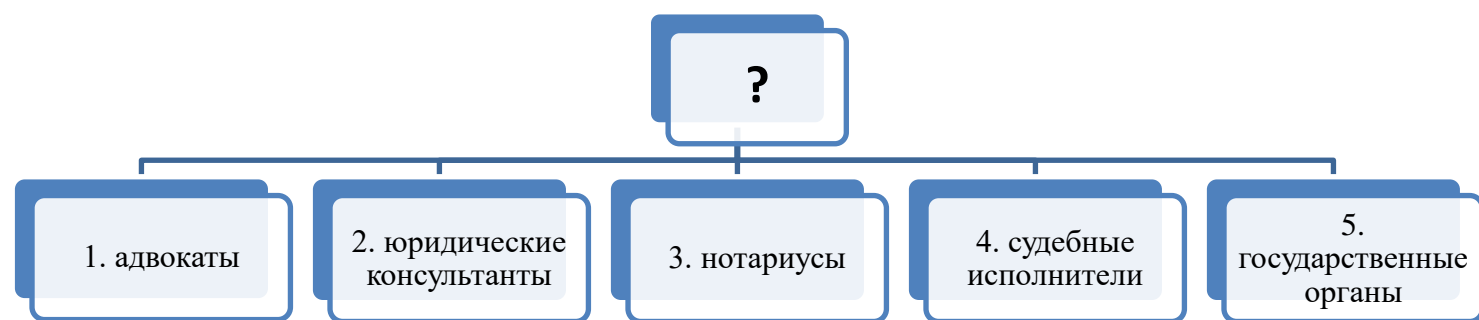 ?
1. адвокаты
2. юридические
консультанты
3. нотариусы
4. судебные
исполнители
5.
государственные
органы